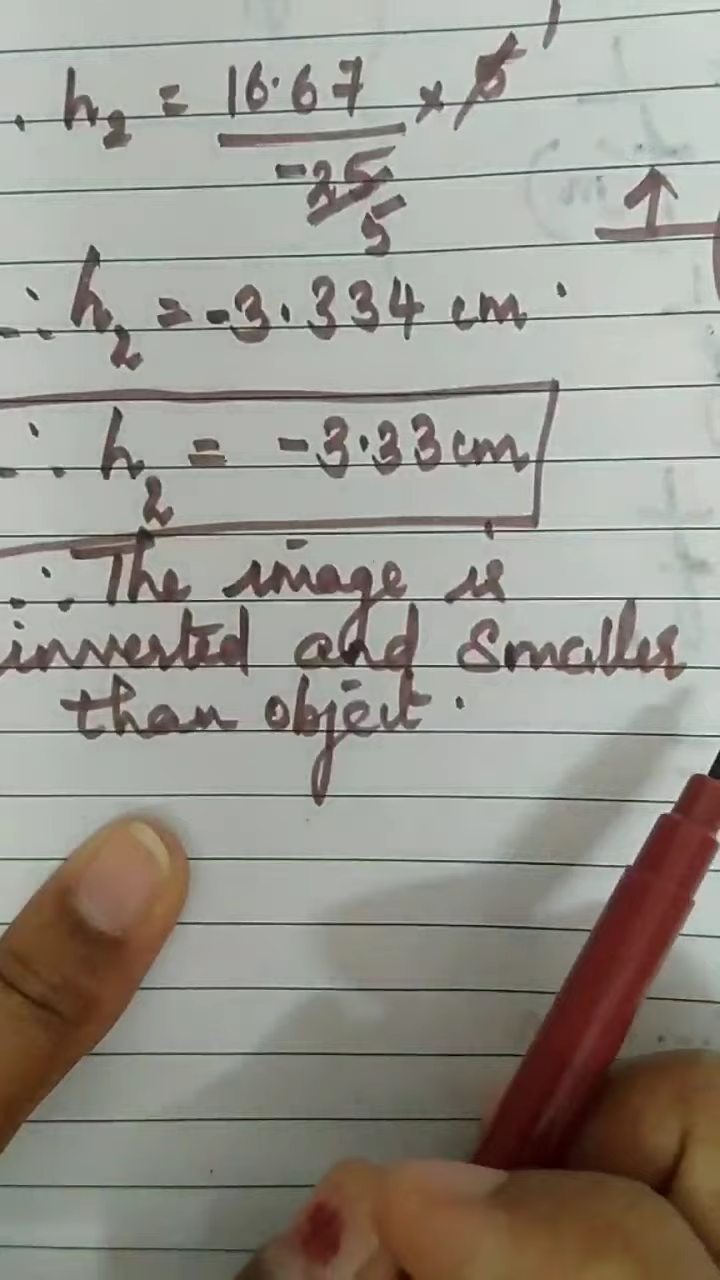 . h₂ = 16.67 / -25 × 5 1
5
∴ h₂ = -3.334 cm.
∴ h₂ = -3.33 cm
∴ The image is
inverted and smaller
than object.